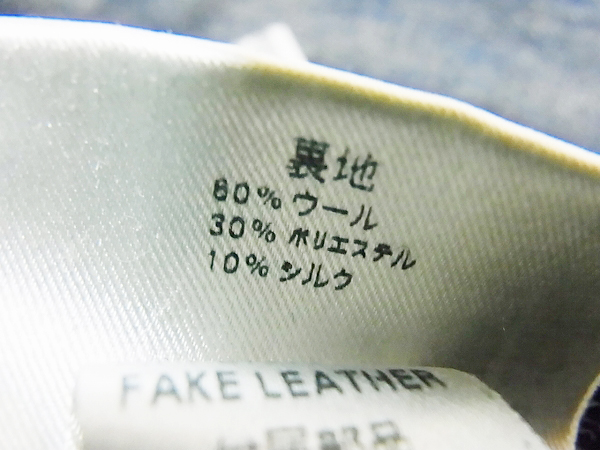 裏地
60% ウール
30% ポリエステル
10% シルク
FAKE LEATHER